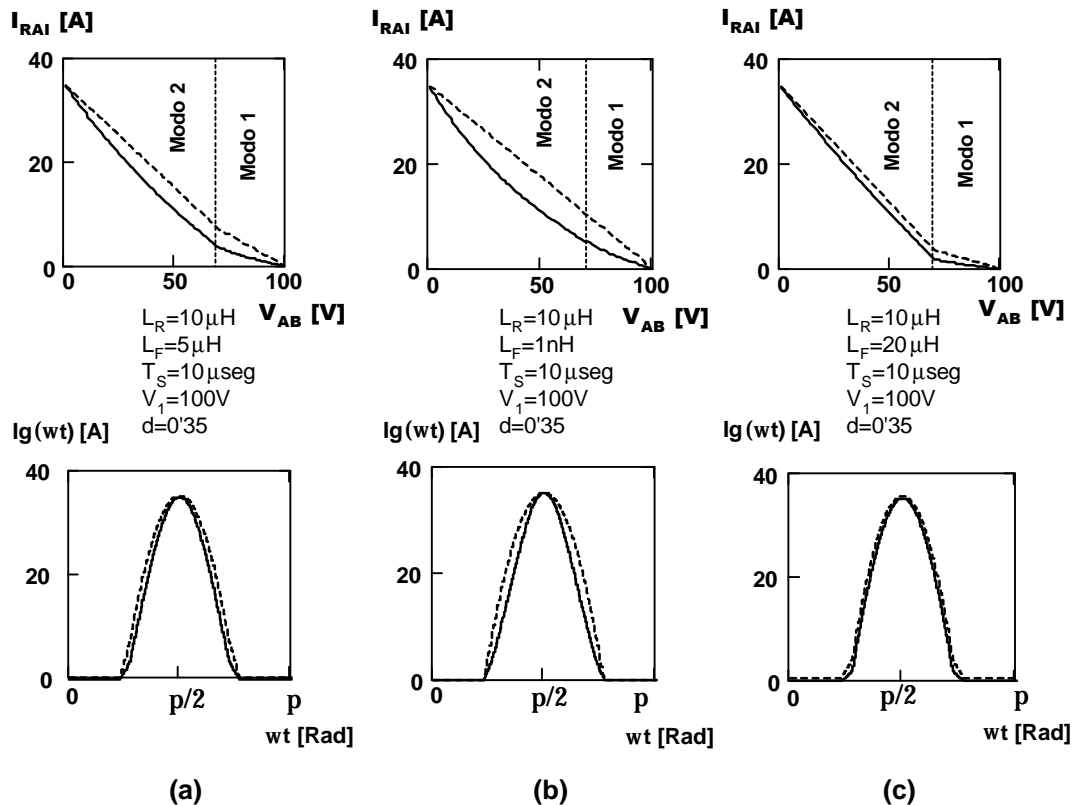 I_RAI [A]
40
20
0
0
50
100
Modo 2
Modo 1
V_AB [V]
L_R=10μH
L_F=5μH
T_S=10μseg
V_1=100V
d=0'35
Ig(wt) [A]
40
20
0
0
p/2
p
wt [Rad]
(a)
I_RAI [A]
40
20
0
0
50
100
Modo 2
Modo 1
V_AB [V]
L_R=10μH
L_F=1nH
T_S=10μseg
V_1=100V
d=0'35
Ig(wt) [A]
40
20
0
0
p/2
p
wt [Rad]
(b)
I_RAI [A]
40
20
0
0
50
100
Modo 2
Modo 1
V_AB [V]
L_R=10μH
L_F=20μH
T_S=10μseg
V_1=100V
d=0'35
Ig(wt) [A]
40
20
0
0
p/2
p
wt [Rad]
(c)